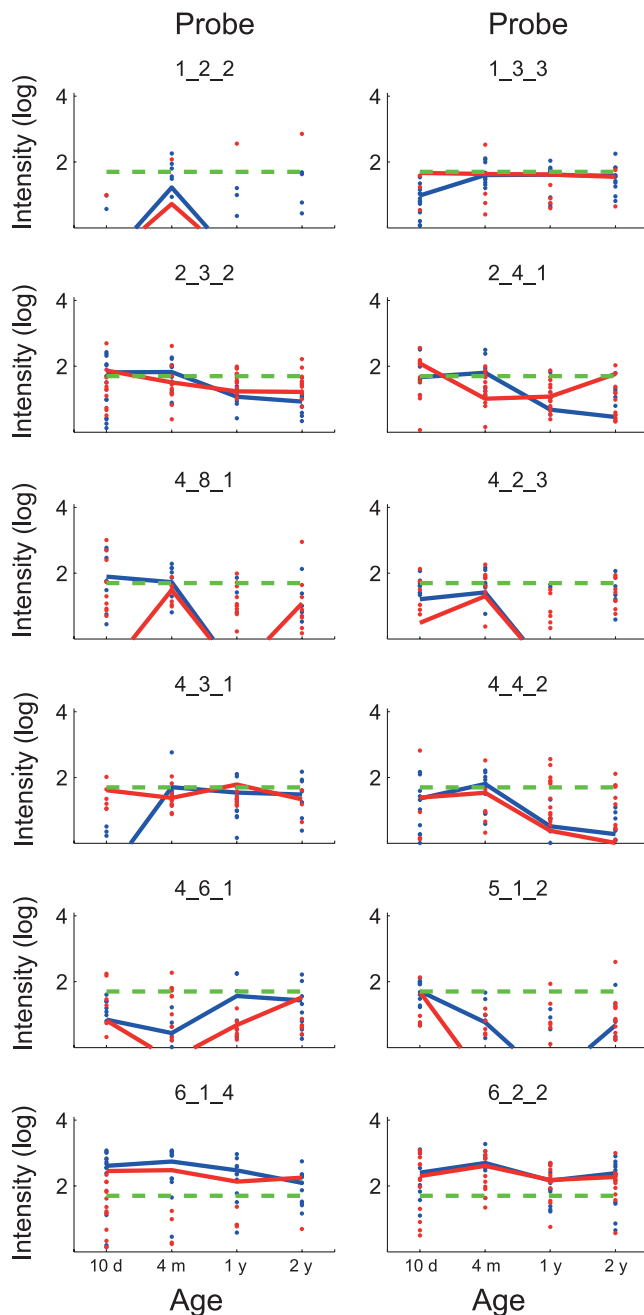 Probe Probe
1_2_2 1_3_3
Intensity (log) 4 2 4 2
2_3_2 2_4_1
Intensity (log) 4 2 4 2
4_8_1 4_2_3
Intensity (log) 4 2 4 2
4_3_1 4_4_2
Intensity (log) 4 2 4 2
4_6_1 5_1_2
Intensity (log) 4 2 4 2
6_1_4 6_2_2
Intensity (log) 4 2 4 2
10 d 4 m 1 y 2 y 10 d 4 m 1 y 2 y
Age Age